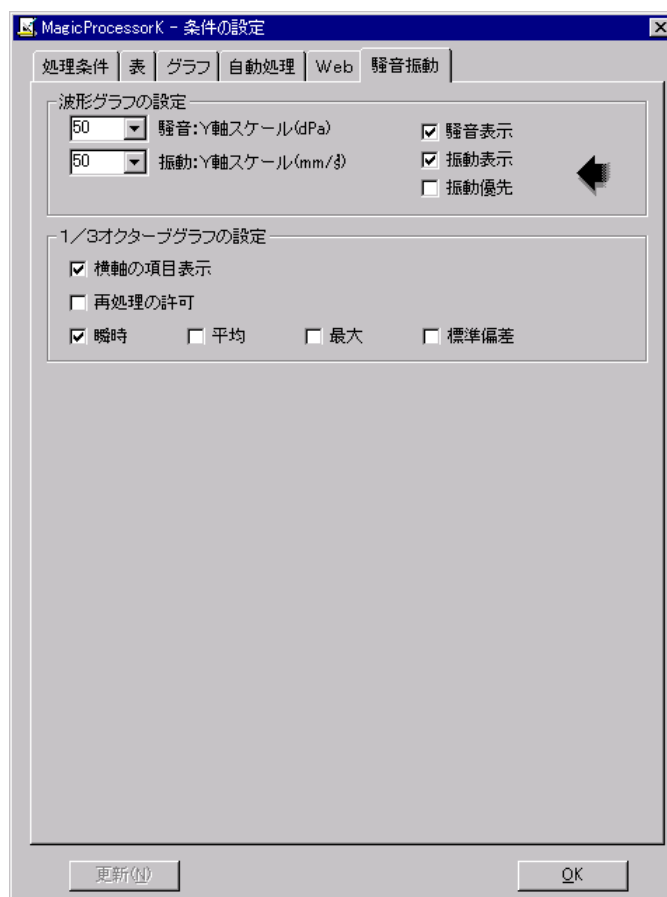 MagicProcessorK - 条件の設定
処理条件 表 グラフ 自動処理 Web 騒音振動
波形グラフの設定
50 騒音:Y軸スケール(dPa) 騒音表示
50 振動:Y軸スケール(mm/s²) 振動表示
振動優先
1/3オクターブグラフの設定
横軸の項目表示
再処理の許可
瞬時 平均 最大 標準偏差
更新(N) OK